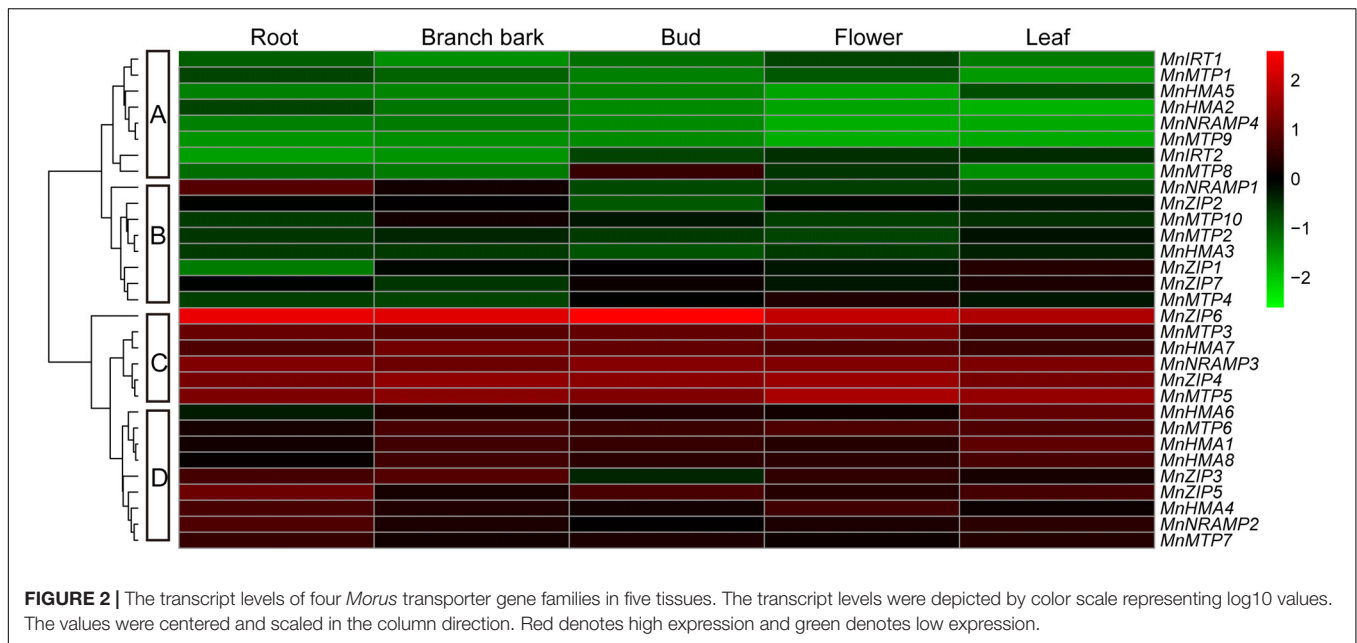 Root Branch bark Bud Flower Leaf
A
B
C
D
MnIRT1
MnMTP1
MnHMA5
MnHMA2
MnNRAMP4
MnMTP9
MnIRT2
MnMTP8
MnNRAMP1
MnZIP2
MnMTP10
MnMTP2
MnHMA3
MnZIP1
MnZIP7
MnMTP4
MnZIP6
MnMTP3
MnHMA7
MnNRAMP3
MnZIP4
MnMTP5
MnHMA6
MnMTP6
MnHMA1
MnHMA8
MnZIP3
MnZIP5
MnHMA4
MnNRAMP2
MnMTP7
2
1
0
−1
−2
FIGURE 2 | The transcript levels of four Morus transporter gene families in five tissues. The transcript levels were depicted by color scale representing log10 values.
The values were centered and scaled in the column direction. Red denotes high expression and green denotes low expression.